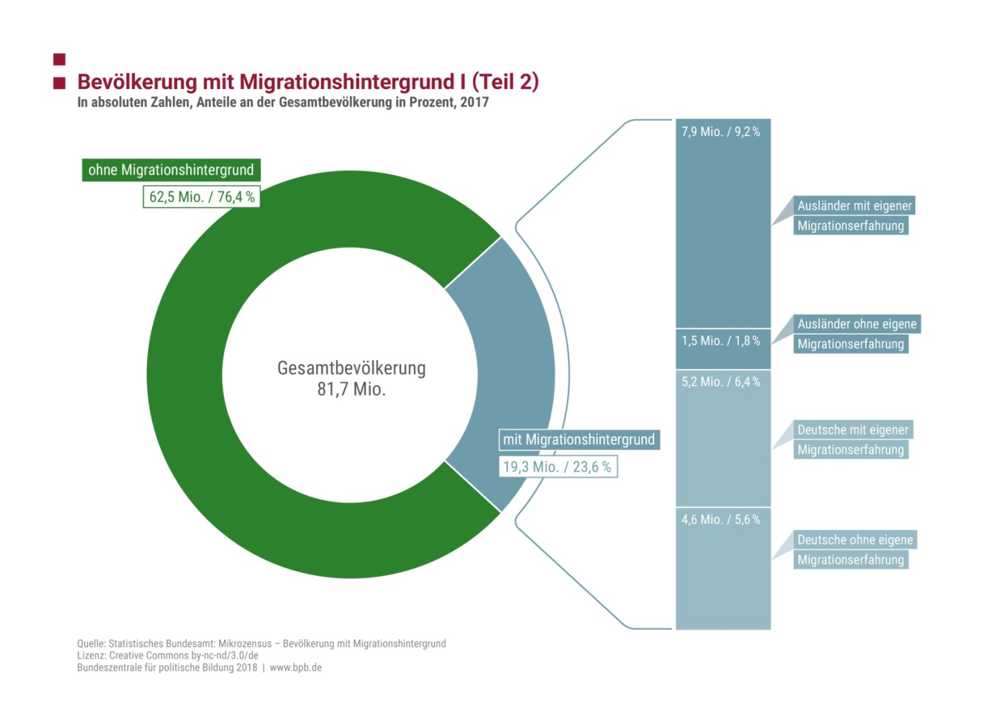 Bevölkerung mit Migrationshintergrund I (Teil 2)
In absoluten Zahlen, Anteile an der Gesamtbevölkerung in Prozent, 2017
ohne Migrationshintergrund
62,5 Mio. / 76,4 %
Gesamtbevölkerung
81,7 Mio.
mit Migrationshintergrund
19,3 Mio. / 23,6 %
7,9 Mio. / 9,2 %
Ausländer mit eigener
Migrationserfahrung
1,5 Mio. / 1,8 %
Ausländer ohne eigene
Migrationserfahrung
5,2 Mio. / 6,4 %
Deutsche mit eigener
Migrationserfahrung
4,6 Mio. / 5,6 %
Deutsche ohne eigene
Migrationserfahrung
Quelle: Statistisches Bundesamt: Mikrozensus – Bevölkerung mit Migrationshintergrund
Lizenz: Creative Commons by-nc-nd/3.0/de
Bundeszentrale für politische Bildung 2018 | www.bpb.de